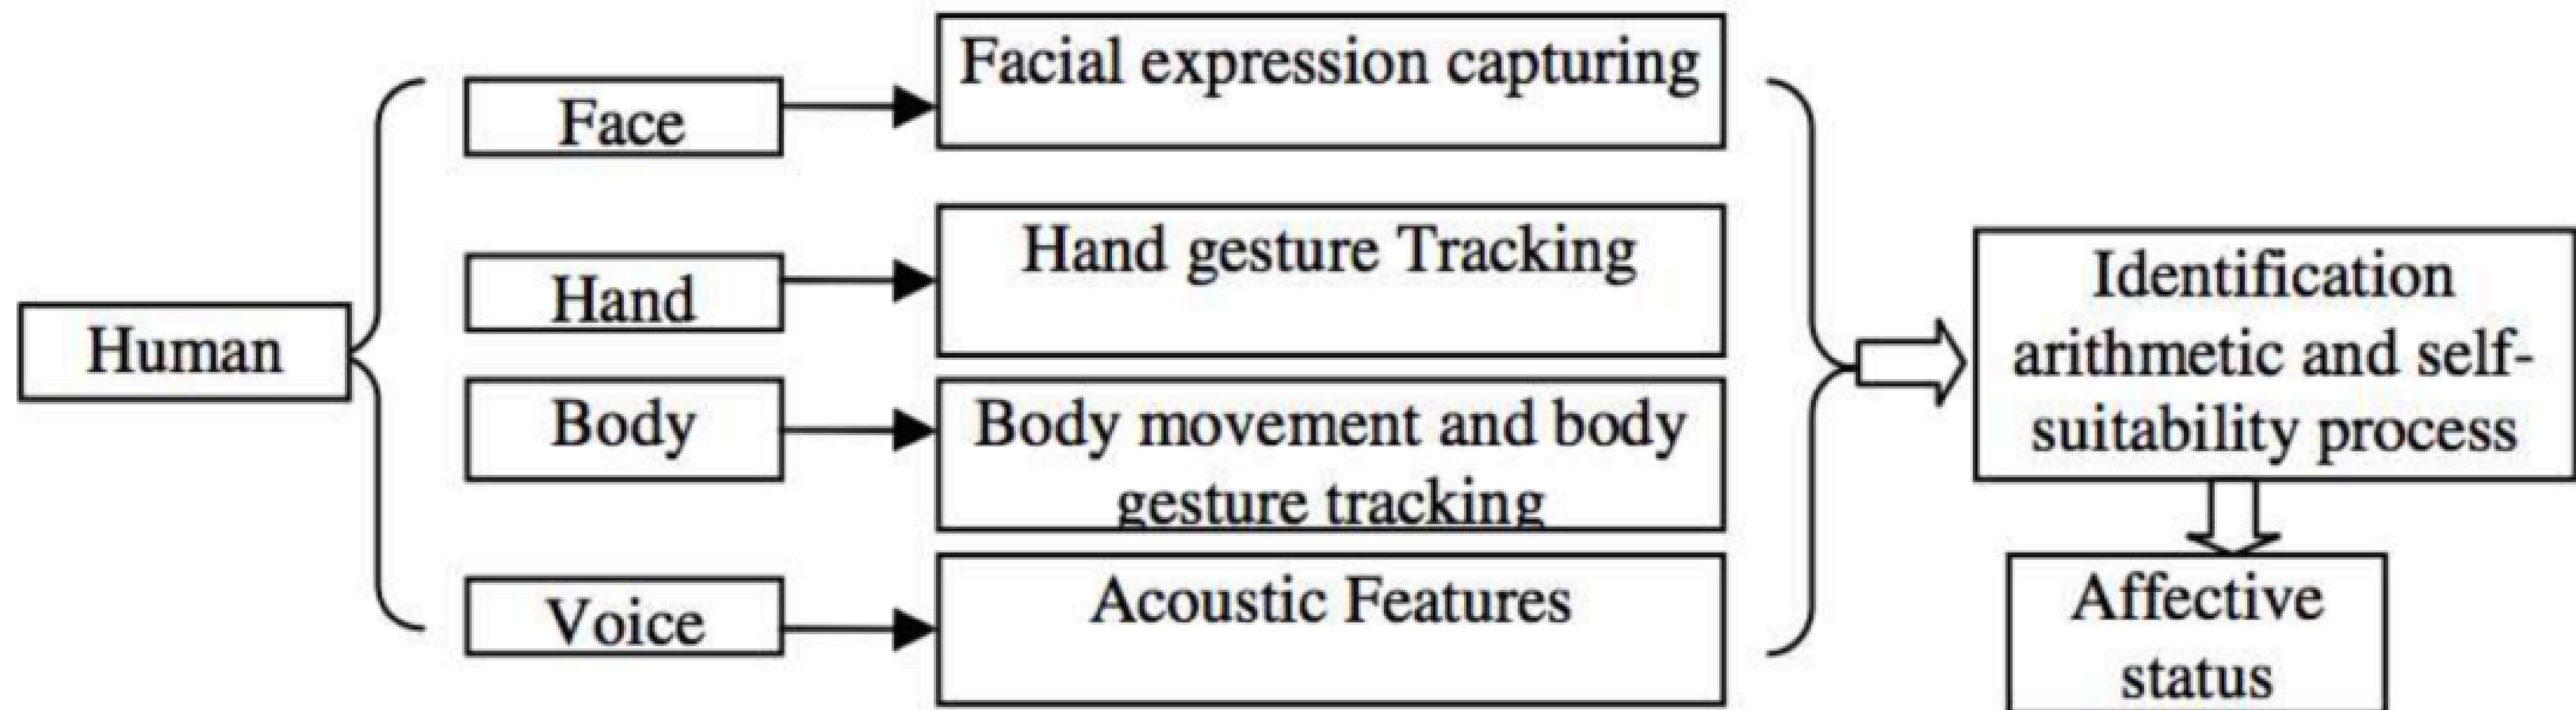 Human
Face
Facial expression capturing
Hand
Hand gesture Tracking
Body
Body movement and body
gesture tracking
Voice
Acoustic Features
Identification
arithmetic and self-
suitability process
Affective
status